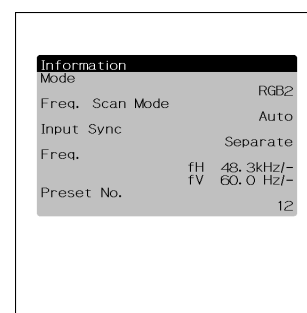 Information
Mode
RGB2
Freq. Scan Mode
Auto
Input Sync
Separate
Freq.
fH 48.3kHz/-
fV 60.0 Hz/-
Preset No.
12